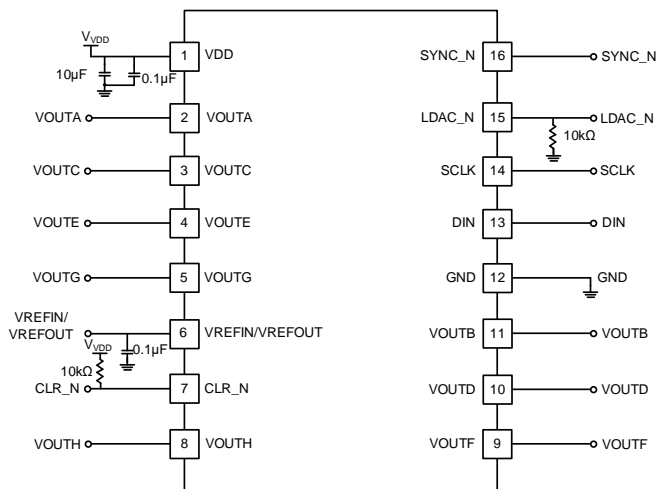 VVDD
1 VDD
10µF 0.1µF
VOUTA 2 VOUTA
VOUTC 3 VOUTC
VOUTE 4 VOUTE
VOUTG 5 VOUTG
VREFIN/
VREFOUT
6 VREFIN/VREFOUT
VVDD 0.1µF
10kΩ
CLR_N 7 CLR_N
VOUTH 8 VOUTH
SYNC_N 16 SYNC_N
LDAC_N 15 LDAC_N
10kΩ
SCLK 14 SCLK
DIN 13 DIN
GND 12 GND
VOUTB 11 VOUTB
VOUTD 10 VOUTD
VOUTF 9 VOUTF